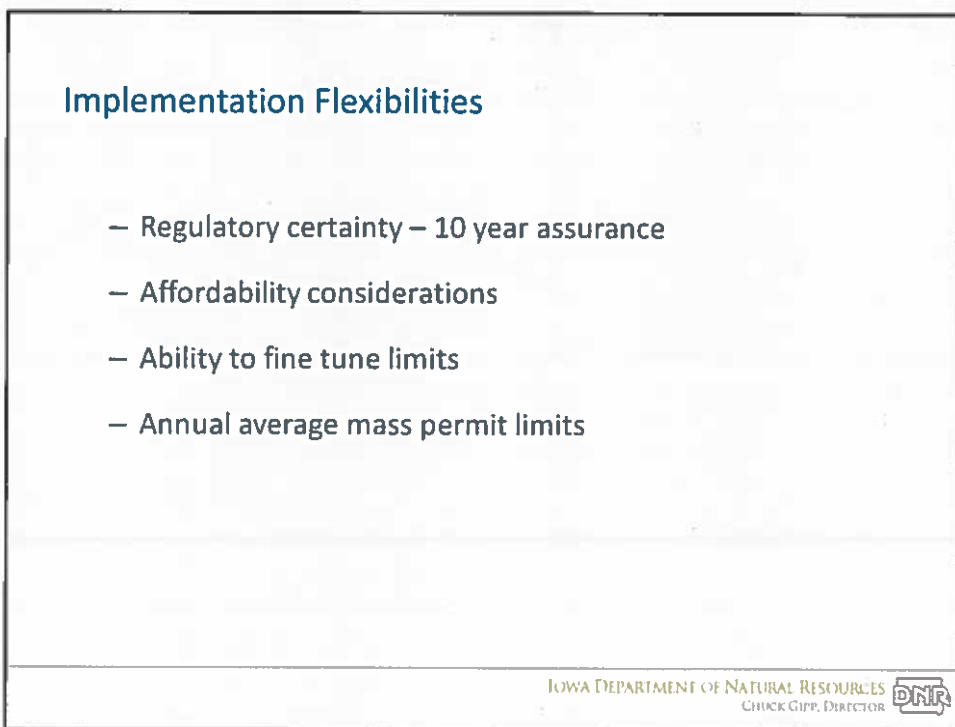 Implementation Flexibilities
– Regulatory certainty – 10 year assurance
– Affordability considerations
– Ability to fine tune limits
– Annual average mass permit limits
IOWA DEPARTMENT OF NATURAL RESOURCES
CHUCK GIPP, DIRECTOR
DNR